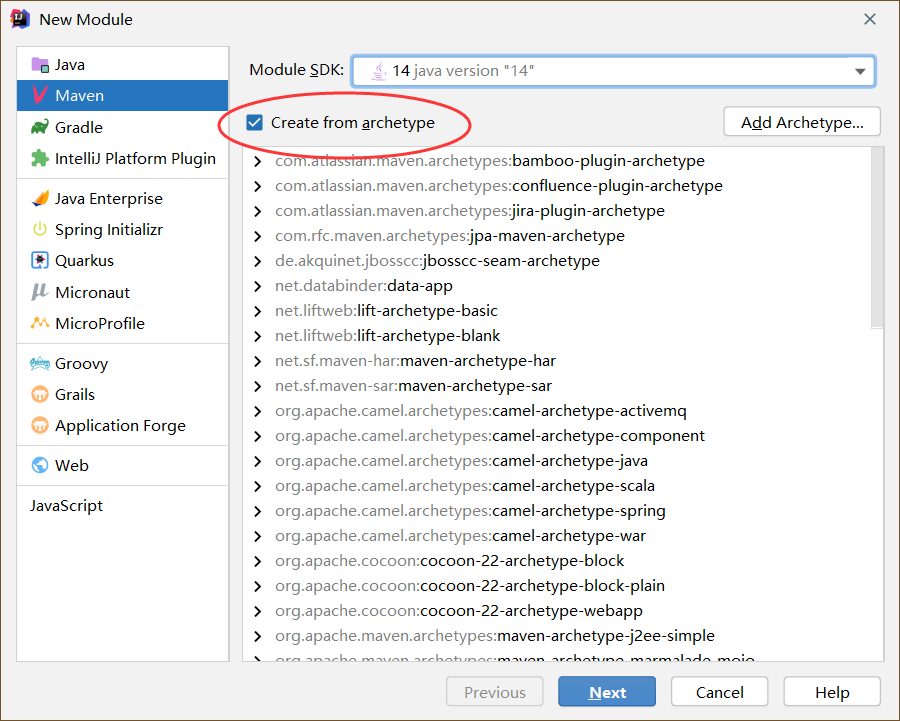 New Module
Java
Maven
Gradle
IntelliJ Platform Plugin
Java Enterprise
Spring Initializr
Quarkus
Micronaut
MicroProfile
Groovy
Grails
Application Forge
Web
JavaScript
Module SDK: 14 java version "14"
Create from archetype
Add Archetype...
com.atlassian.maven.archetypes:bamboo-plugin-archetype
com.atlassian.maven.archetypes:confluence-plugin-archetype
com.atlassian.maven.archetypes:jira-plugin-archetype
com.rfc.maven.archetypes:jpa-maven-archetype
de.akquinet.jbosscc:jbosscc-seam-archetype
net.databinder:data-app
net.liftweb:lift-archetype-basic
net.liftweb:lift-archetype-blank
net.sf.maven-har:maven-archetype-har
net.sf.maven-sar:maven-archetype-sar
org.apache.camel.archetypes:camel-archetype-activemq
org.apache.camel.archetypes:camel-archetype-component
org.apache.camel.archetypes:camel-archetype-java
org.apache.camel.archetypes:camel-archetype-scala
org.apache.camel.archetypes:camel-archetype-spring
org.apache.camel.archetypes:camel-archetype-war
org.apache.cocoon:cocoon-22-archetype-block
org.apache.cocoon:cocoon-22-archetype-block-plain
org.apache.cocoon:cocoon-22-archetype-webapp
org.apache.maven.archetypes:maven-archetype-j2ee-simple
org.apache.maven.archetypes:maven-archetype-marmalade-mojo
Previous
Next
Cancel
Help